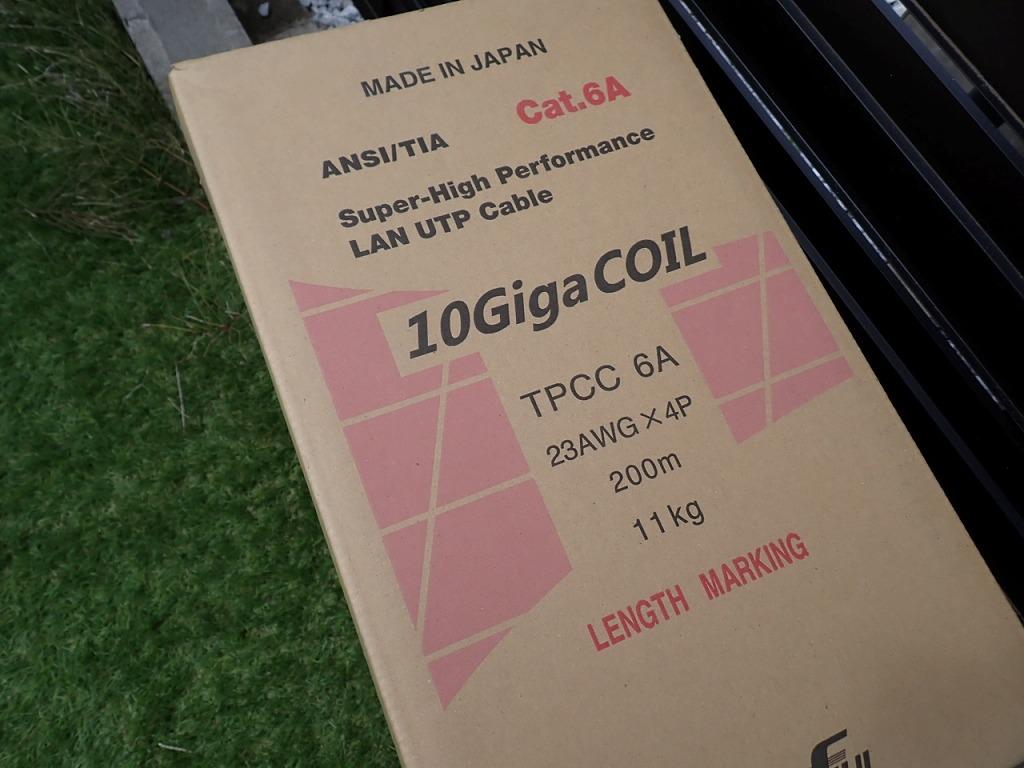 MADE IN JAPAN
Cat.6A
ANSI/TIA
Super-High Performance
LAN UTP Cable
10GigaCOIL
TPCC 6A
23AWG×4P
200m
11kg
LENGTH MARKING